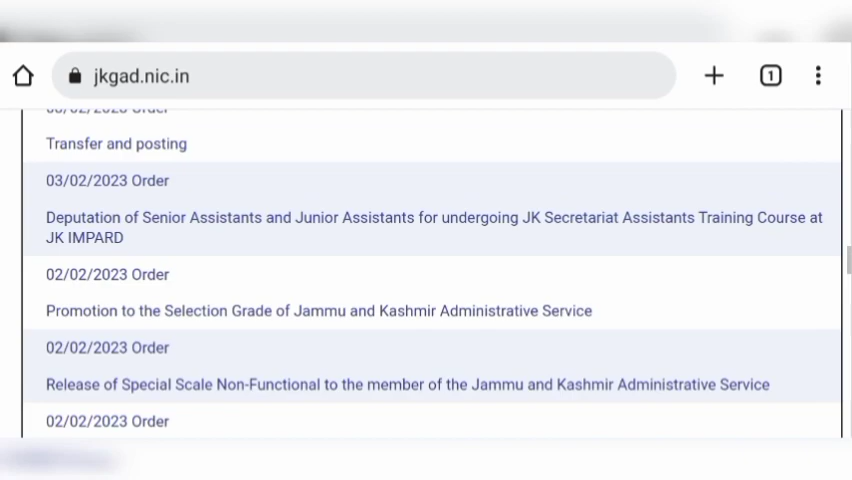 jkgad.nic.in
1
Order
Transfer and posting
03/02/2023 Order
Deputation of Senior Assistants and Junior Assistants for undergoing JK Secretariat Assistants Training Course at
JK IMPARD
02/02/2023 Order
Promotion to the Selection Grade of Jammu and Kashmir Administrative Service
02/02/2023 Order
Release of Special Scale Non-Functional to the member of the Jammu and Kashmir Administrative Service
02/02/2023 Order